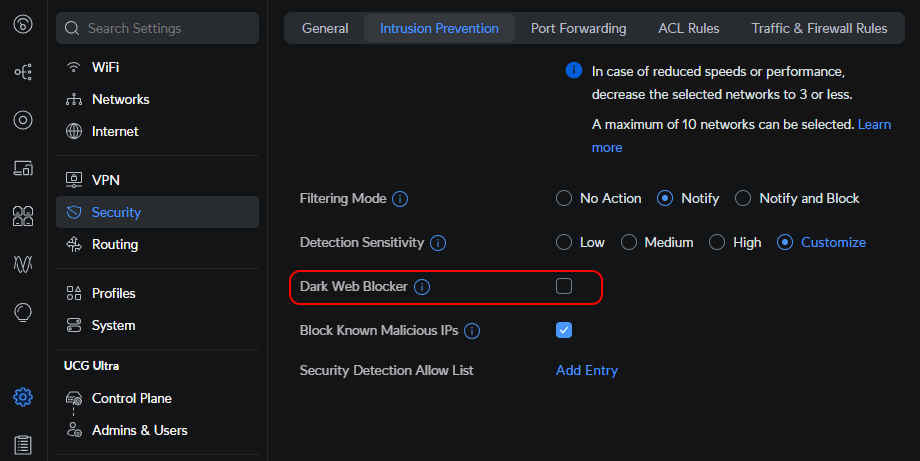 Search Settings
WiFi
Networks
Internet
VPN
Security
Routing
Profiles
System
UCG Ultra
Control Plane
Admins & Users
General
Intrusion Prevention
Port Forwarding
ACL Rules
Traffic & Firewall Rules
In case of reduced speeds or performance,
decrease the selected networks to 3 or less.
A maximum of 10 networks can be selected. Learn
more
Filtering Mode
No Action
Notify
Notify and Block
Detection Sensitivity
Low
Medium
High
Customize
Dark Web Blocker
Block Known Malicious IPs
Security Detection Allow List
Add Entry